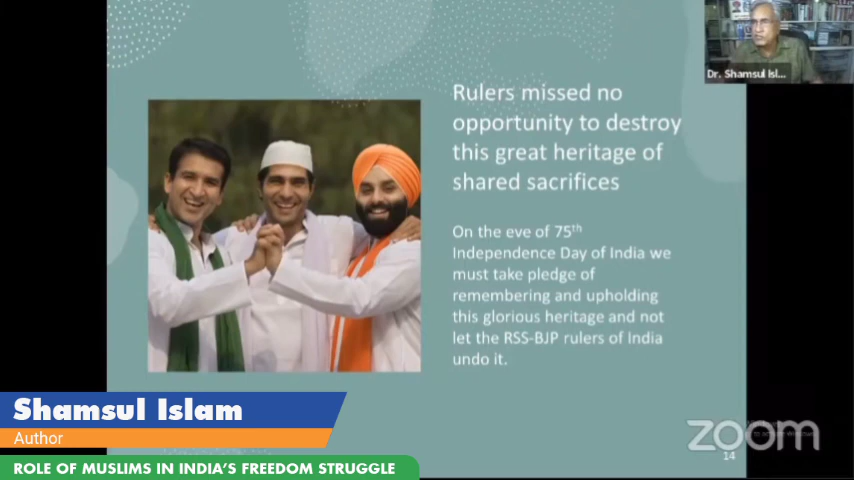 Dr. Shamsul Isl...
Rulers missed no
opportunity to destroy
this great heritage of
shared sacrifices
On the eve of 75th
Independence Day of India we
must take pledge of
remembering and upholding
this glorious heritage and not
let the RSS-BJP rulers of India
undo it.
Shamsul Islam
Author
zoom
14
ROLE OF MUSLIMS IN INDIA'S FREEDOM STRUGGLE